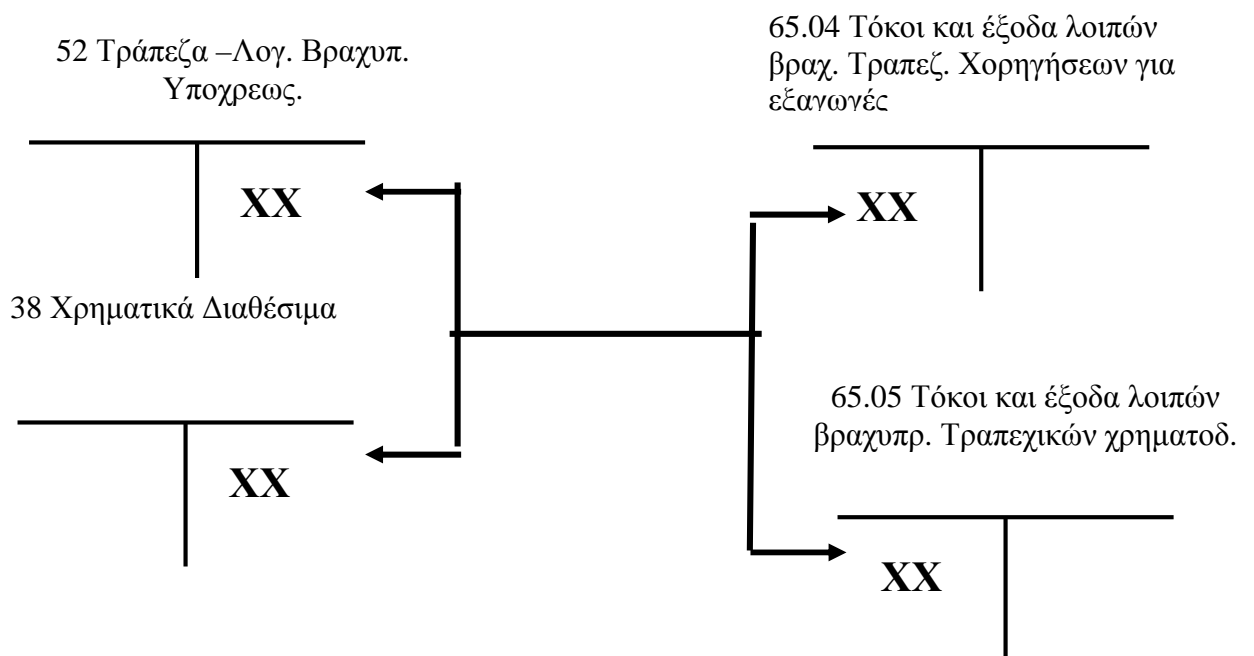 52 Τράπεζα –Λογ. Βραχυπ.
Υποχρεως.
XX
38 Χρηματικά Διαθέσιμα
XX
65.04 Τόκοι και έξοδα λοιπών
βραχ. Τραπεζ. Χορηγήσεων για
εξαγωγές
XX
65.05 Τόκοι και έξοδα λοιπών
βραχυπρ. Τραπεχικών χρηματοδ.
XX